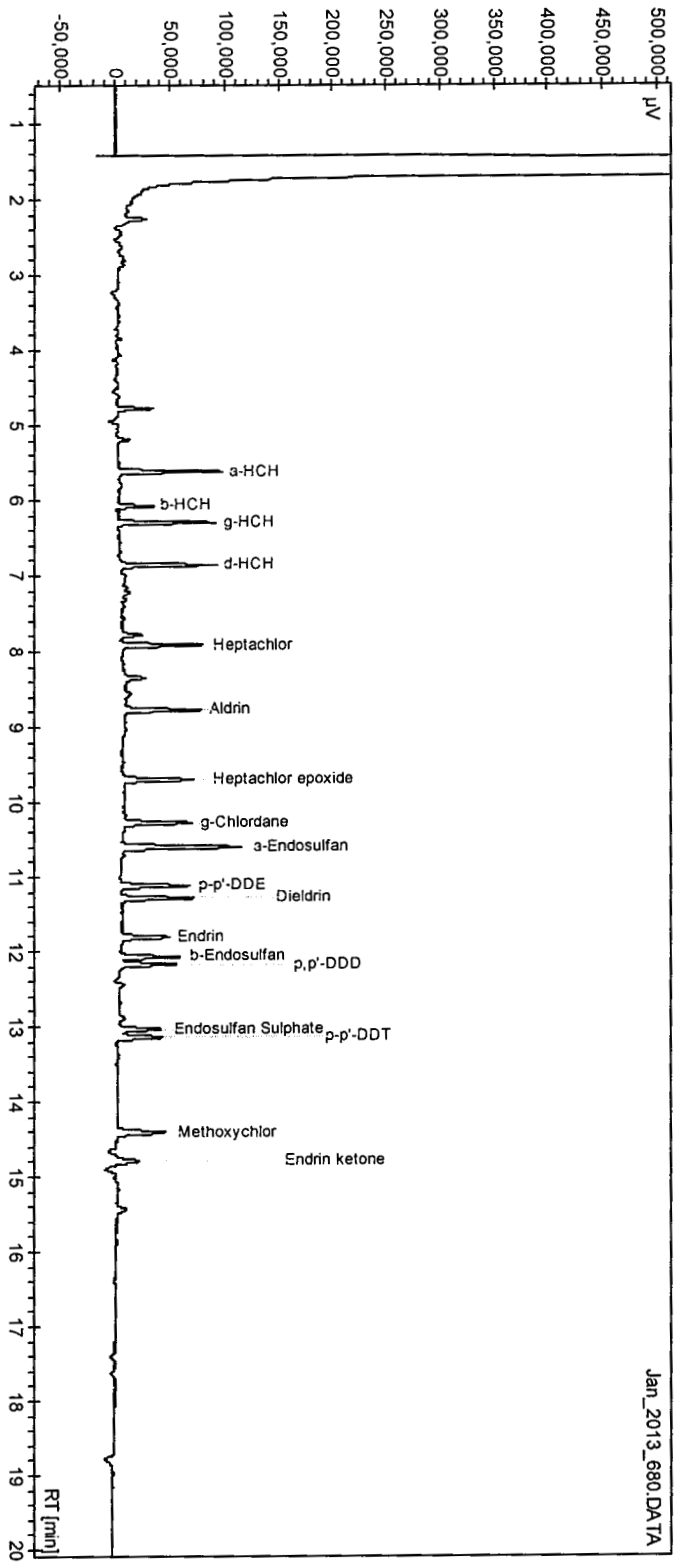 500,000
450,000
400,000
350,000
300,000
250,000
200,000
150,000
100,000
50,000
0
-50,000
µV
Jan_2013_680.DATA
a-HCH
b-HCH
g-HCH
d-HCH
Heptachlor
Aldrin
Heptachlor epoxide
g-Chlordane
a-Endosulfan
p-p'-DDE
Dieldrin
Endrin
b-Endosulfan
p,p'-DDD
Endosulfan Sulphate
p-p'-DDT
Methoxychlor
Endrin ketone
1
2
3
4
5
6
7
8
9
10
11
12
13
14
15
16
17
18
19
20
RT [min]